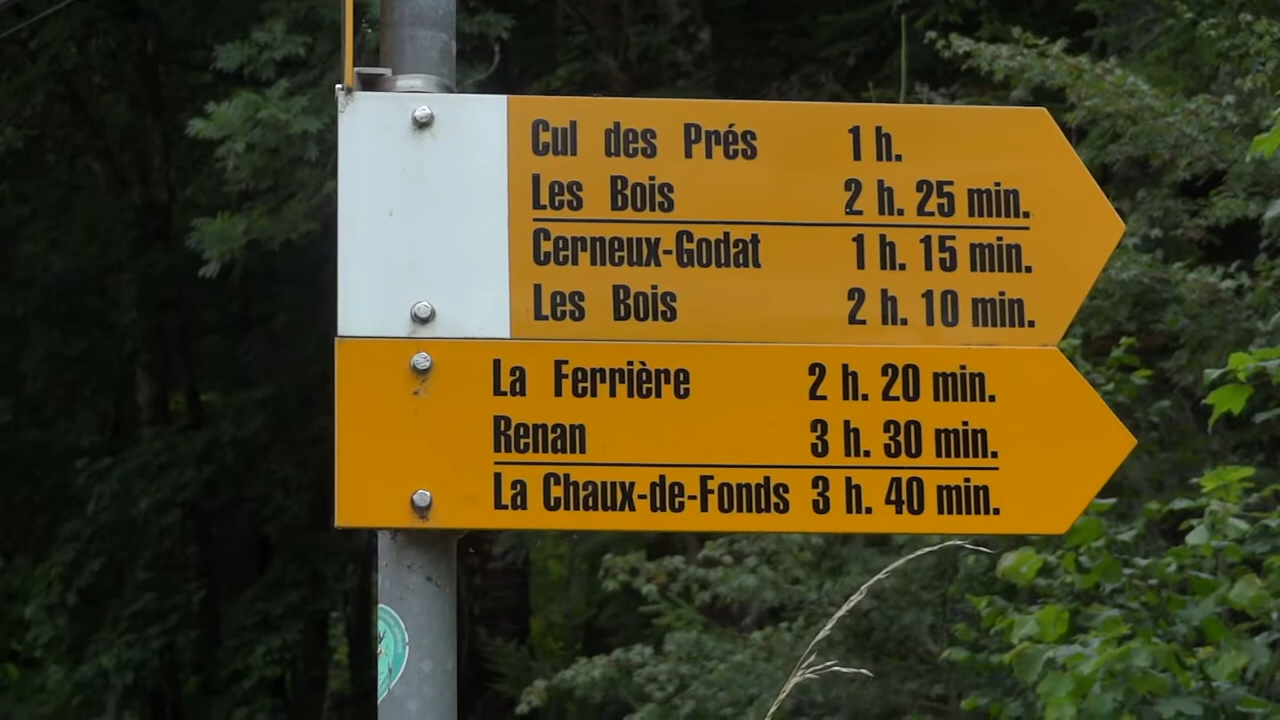 Cul des Prés 1 h.
Les Bois 2 h. 25 min.
Cerneux-Godat 1 h. 15 min.
Les Bois 2 h. 10 min.
La Ferrière 2 h. 20 min.
Renan 3 h. 30 min.
La Chaux-de-Fonds 3 h. 40 min.